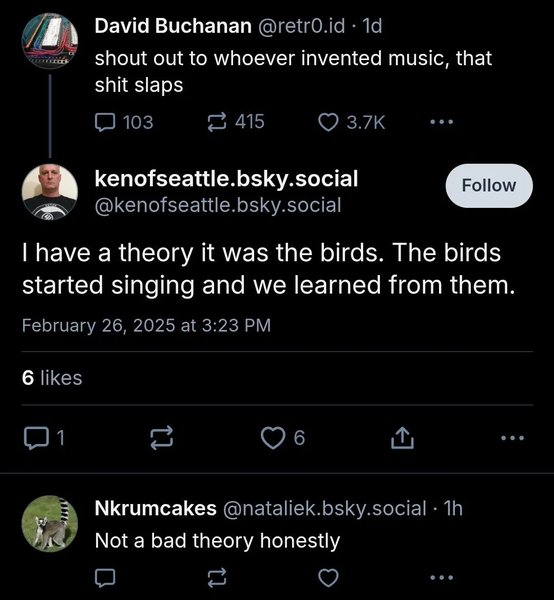 David Buchanan @retr0.id · 1d
shout out to whoever invented music, that
shit slaps
103 415 3.7K
kenofseattle.bsky.social
@kenofseattle.bsky.social
Follow
I have a theory it was the birds. The birds
started singing and we learned from them.
February 26, 2025 at 3:23 PM
6 likes
1 6
Nkrumcakes @nataliek.bsky.social · 1h
Not a bad theory honestly